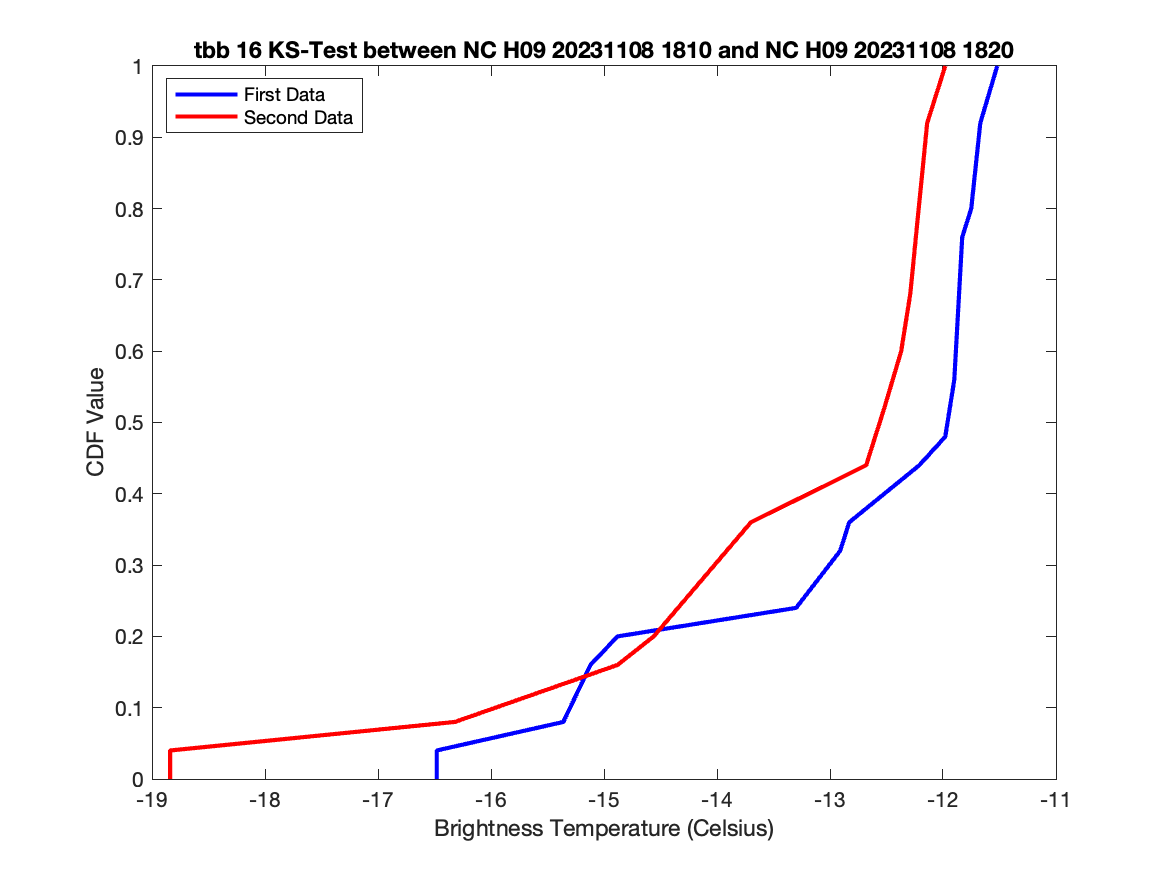 tbb 16 KS-Test between NC H09 20231108 1810 and NC H09 20231108 1820
First Data
Second Data
1
0.9
0.8
0.7
0.6
0.5
0.4
0.3
0.2
0.1
0
CDF Value
-19 -18 -17 -16 -15 -14 -13 -12 -11
Brightness Temperature (Celsius)